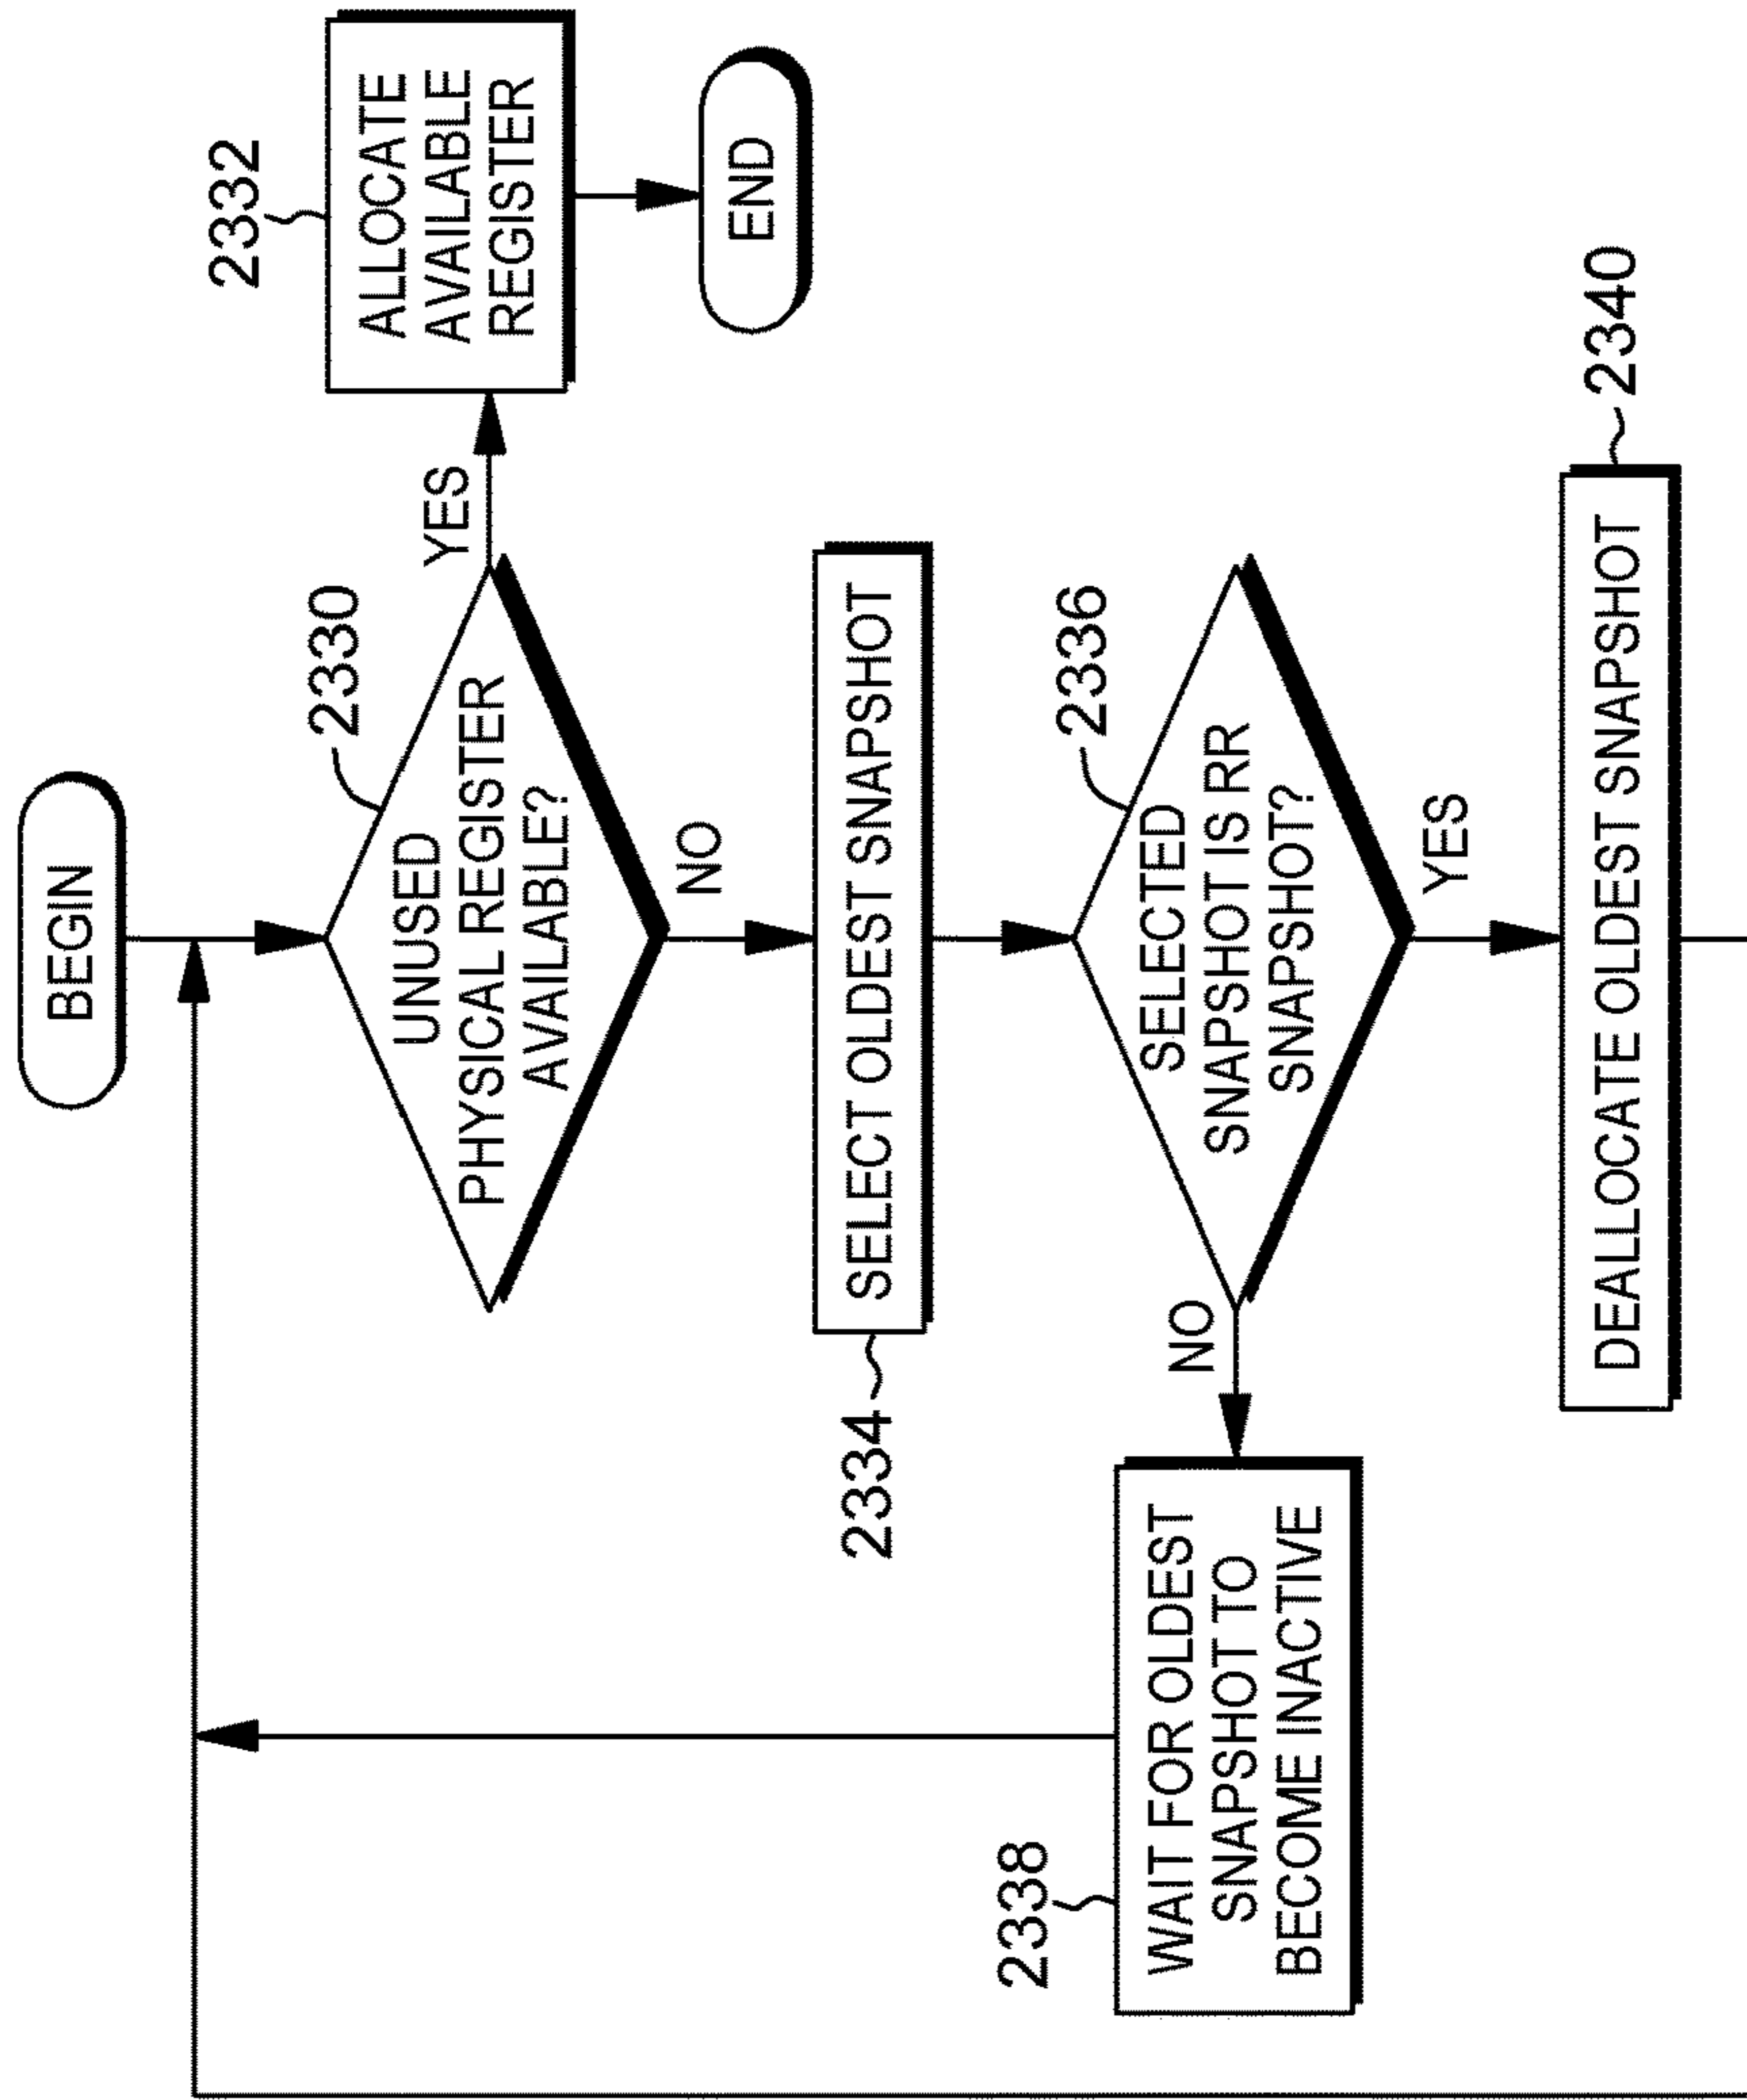 BEGIN
2330
UNUSED
PHYSICAL REGISTER
AVAILABLE?
YES
2332
ALLOCATE
AVAILABLE
REGISTER
END
NO
2334
SELECT OLDEST SNAPSHOT
2336
SELECTED
SNAPSHOT IS RR
SNAPSHOT?
NO
2338
WAIT FOR OLDEST
SNAPSHOT TO
BECOME INACTIVE
YES
2340
DEALLOCATE OLDEST SNAPSHOT